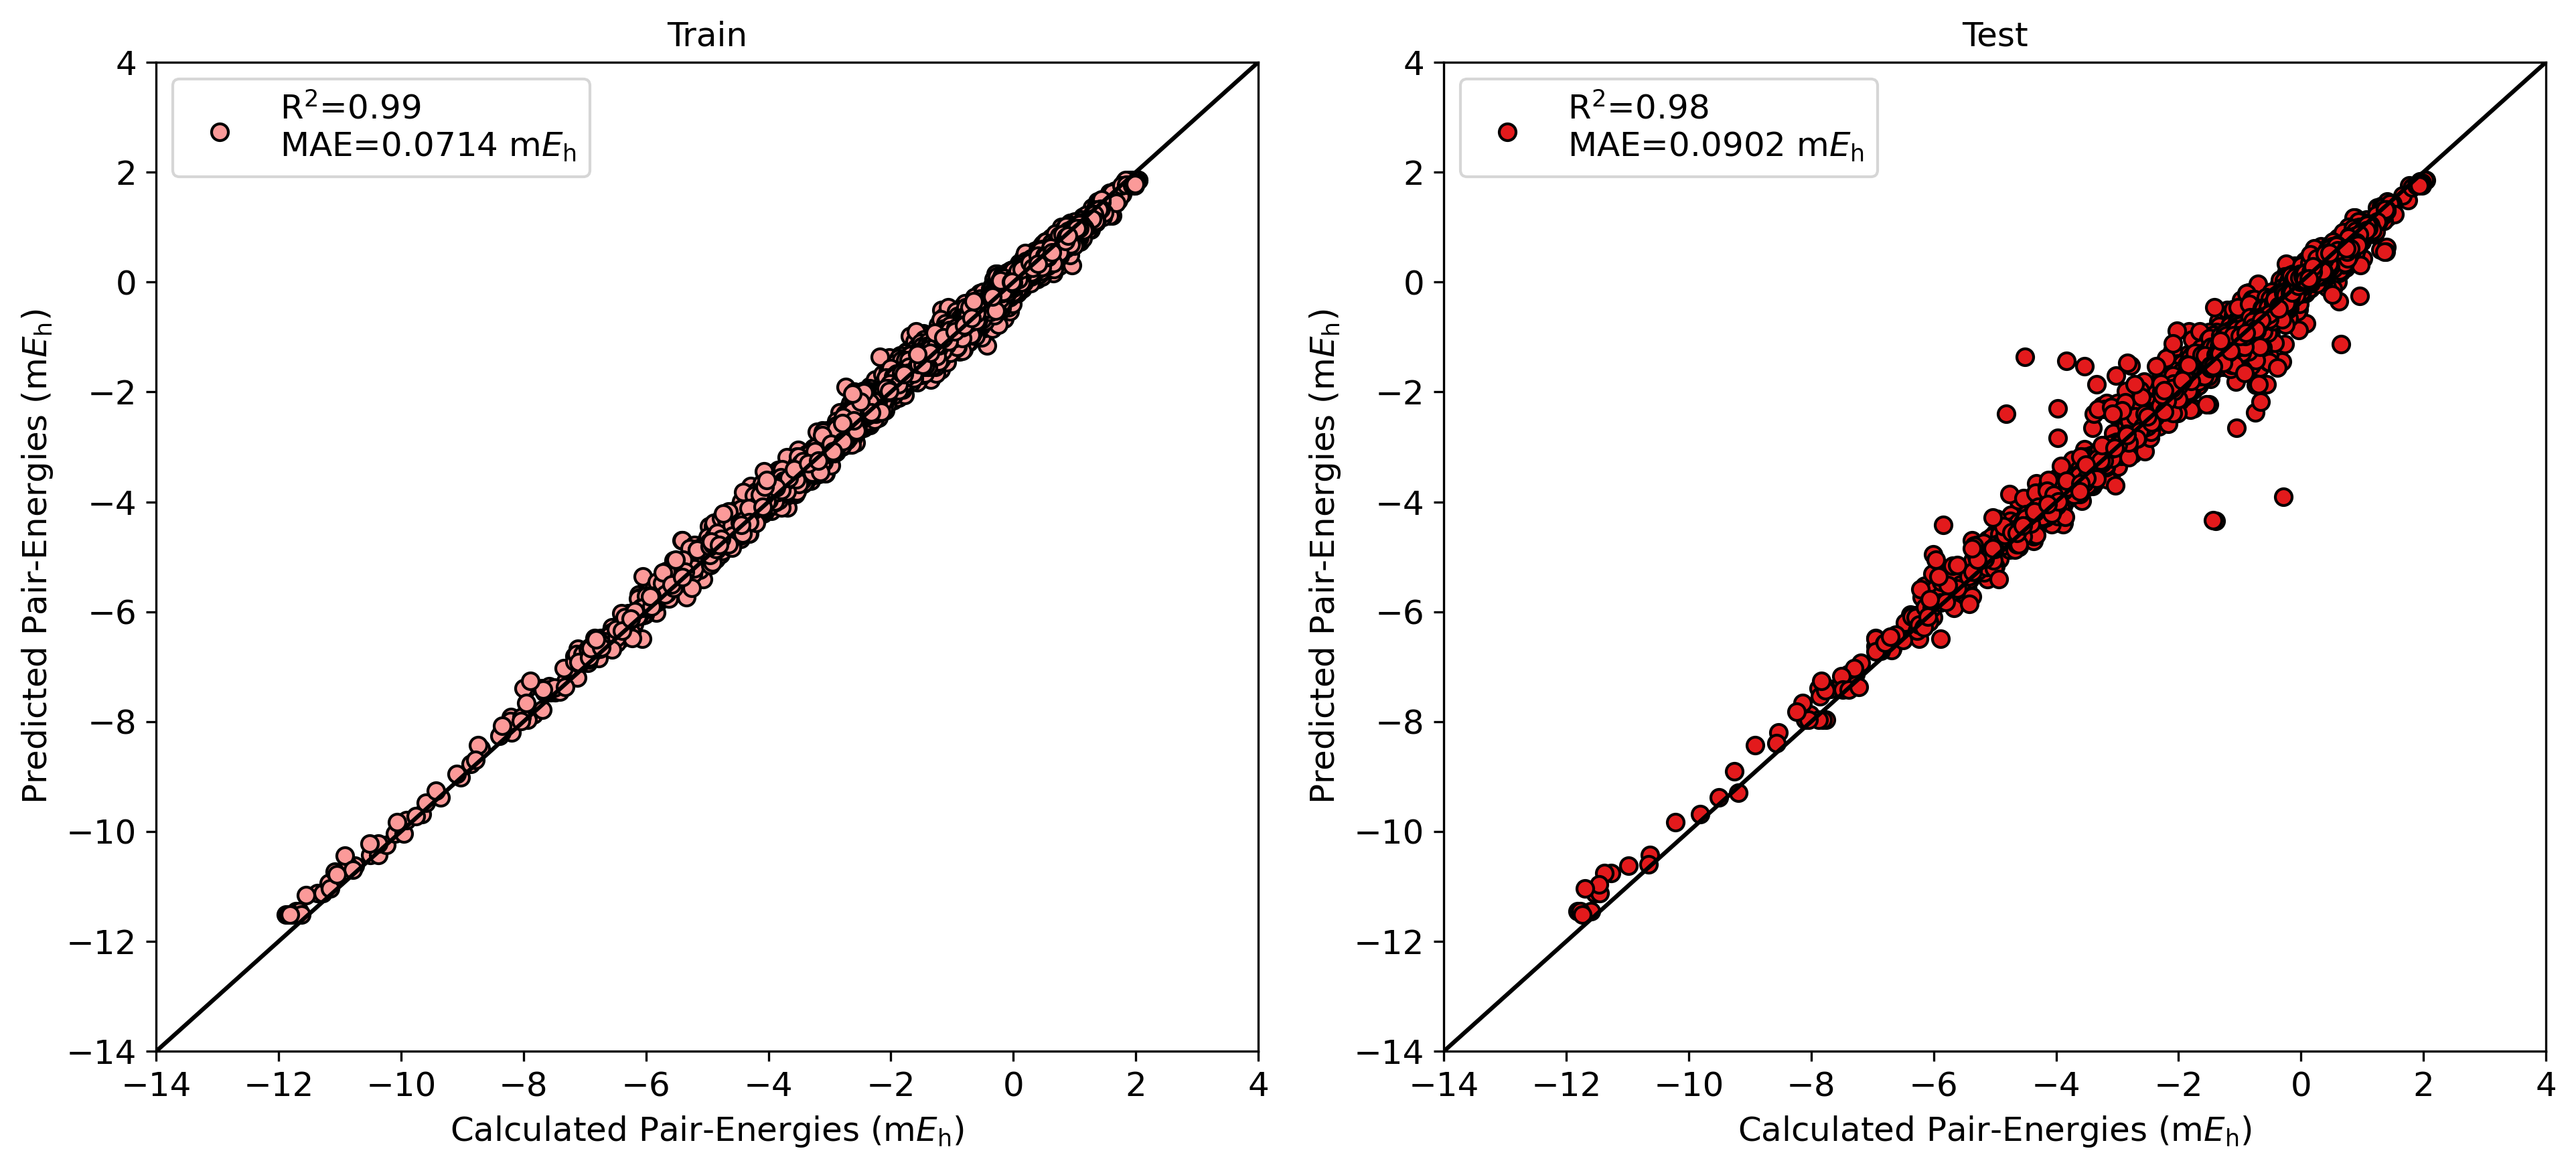 Train
R²=0.99
MAE=0.0714 mEₕ
4
2
0
−2
−4
−6
−8
−10
−12
−14
Predicted Pair-Energies (mEₕ)
−14 −12 −10 −8 −6 −4 −2 0 2 4
Calculated Pair-Energies (mEₕ)
Test
R²=0.98
MAE=0.0902 mEₕ
4
2
0
−2
−4
−6
−8
−10
−12
−14
Predicted Pair-Energies (mEₕ)
−14 −12 −10 −8 −6 −4 −2 0 2 4
Calculated Pair-Energies (mEₕ)